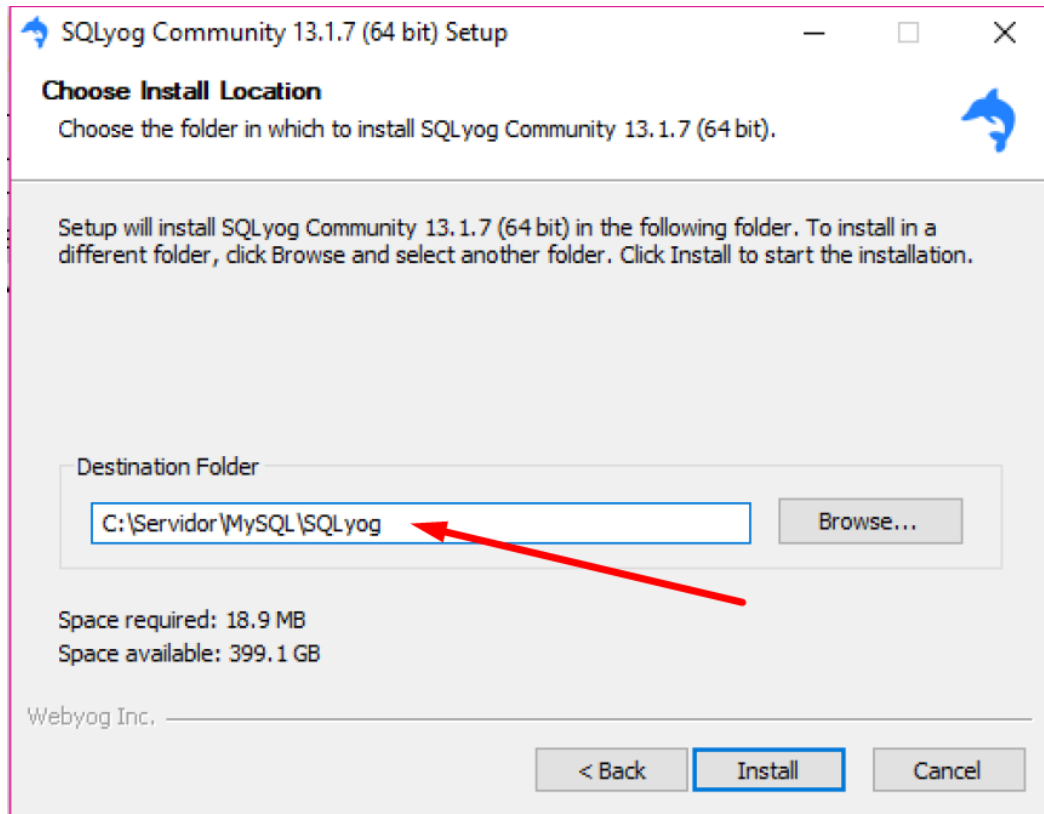 SQLyog Community 13.1.7 (64 bit) Setup
Choose Install Location
Choose the folder in which to install SQLyog Community 13.1.7 (64 bit).
Setup will install SQLyog Community 13.1.7 (64 bit) in the following folder. To install in a
different folder, click Browse and select another folder. Click Install to start the installation.
Destination Folder
C:\Servidor\MySQL\SQLyog
Browse...
Space required: 18.9 MB
Space available: 399.1 GB
Webyog Inc.
< Back
Install
Cancel